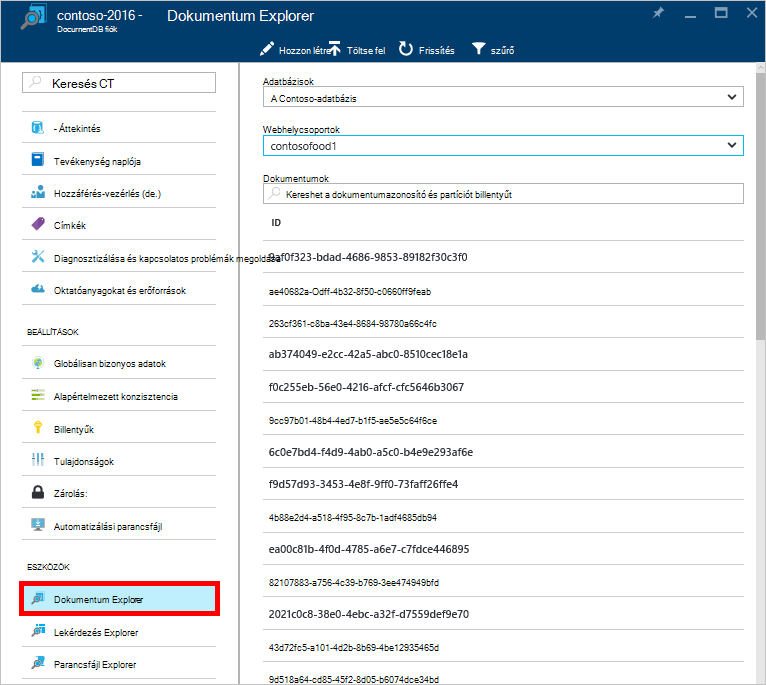 contoso-2016 -
DocumentDB fiók
Dokumentum Explorer
Hozzon létre
Töltse fel
Frissítés
szűrő
Keresés CT
- Áttekintés
Tevékenység naplója
Hozzáférés-vezérlés (de.)
Címkék
Diagnosztizálása és kapcsolatos problémák megoldása
Oktatóanyagokat és erőforrások
BEÁLLÍTÁSOK
Globálisan bizonyos adatok
Alapértelmezett konzisztencia
Billentyűk
Tulajdonságok
Zárolás:
Automatizálási parancsfájl
ESZKÖZÖK
Dokumentum Explorer
Lekérdezés Explorer
Parancsfájl Explorer
Adatbázisok
A Contoso-adatbázis
Webhelycsoportok
contosofood1
Dokumentumok
Kereshet a dokumentumazonosító és partíciót billentyűt
ID
9af0f323-bdad-4686-9853-89182f30c3f0
ae40682a-0dff-4b32-8f50-c0660ff9feab
263cf361-c8ba-43e4-8684-98780a66c4fc
ab374049-e2cc-42a5-abc0-8510cec18e1a
f0c255eb-56e0-4216-afcf-cfc5646b3067
9cc97b01-48b4-4ed7-b1f5-ae5e5c64f6ce
6c0e7bd4-f4d9-4ab0-a5c0-b4e9e293af6e
f9d57d93-3453-4e8f-9ff0-73faff26ffe4
4b88e2d4-a518-4f95-8c7b-1adf4685db94
ea00c81b-4f0d-4785-a6e7-c7fdce446895
82107883-a756-4c39-b769-3ee474949bfd
2021c0c8-38e0-4ebc-a32f-d7559def9e70
43d72fc5-a101-4d2b-8b69-4be12935465d
9d518a64-cd85-45f2-8d05-b6074dce34bd